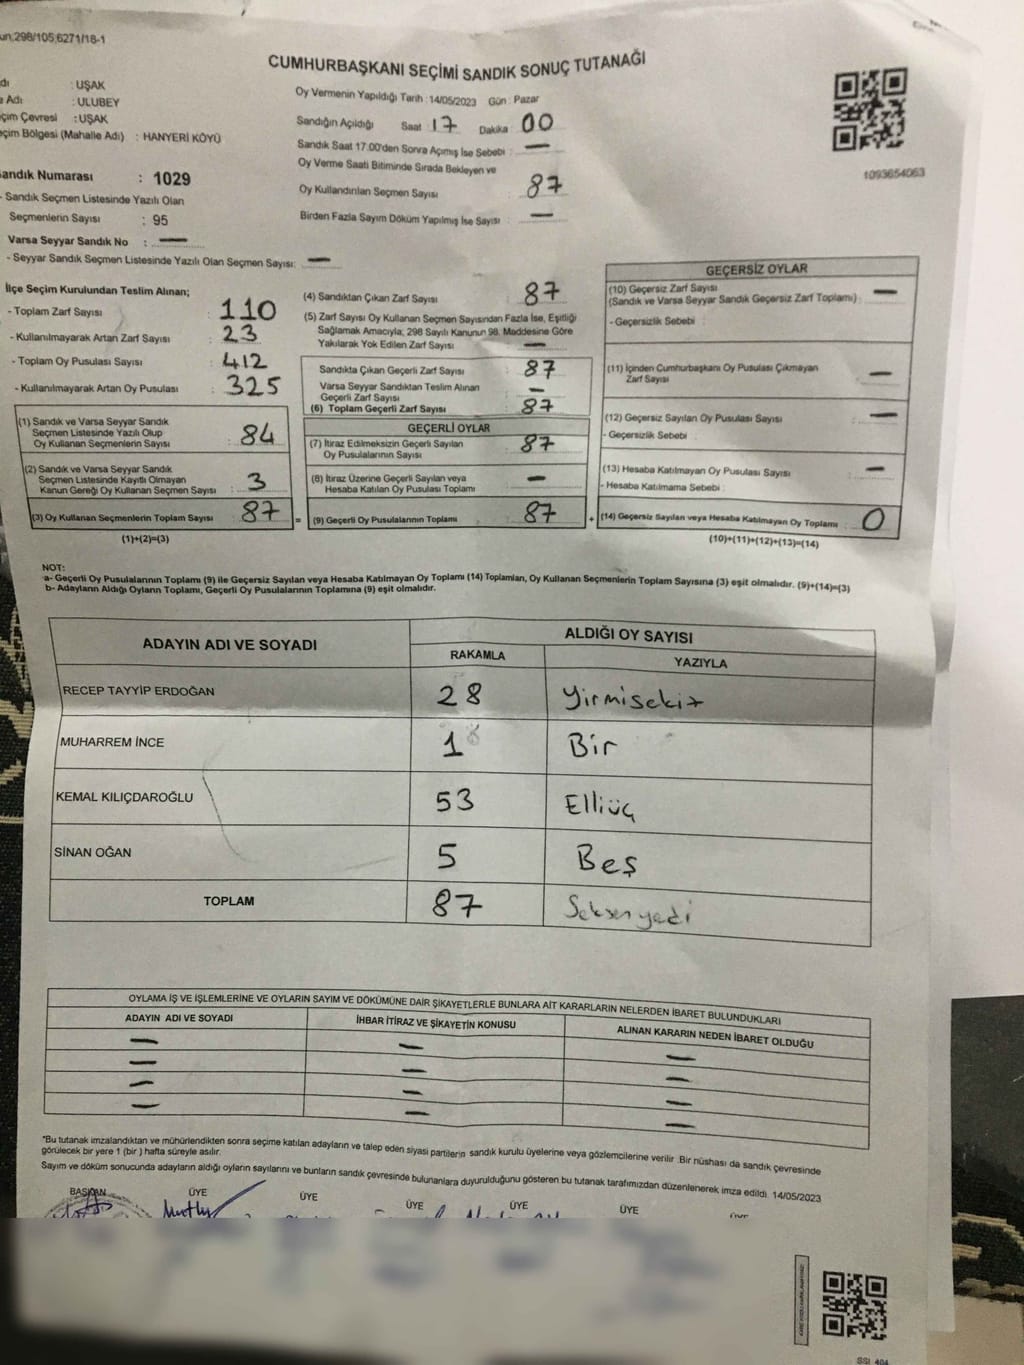 un,298/105,6271/18-1
CUMHURBAŞKANI SEÇİMİ SANDIK SONUÇ TUTANAĞI
dı : UŞAK
e Adı : ULUBEY
çim Çevresi : UŞAK
eçim Bölgesi (Mahalle Adı) : HANYERİ KÖYÜ
Oy Vermenin Yapıldığı Tarih : 14/05/2023 Gün : Pazar
Sandığın Açıldığı Saat 17 Dakika 00
Sandık Saat 17.00'den Sonra Açmış İse Sebebi : —
Oy Verme Saati Bitiminde Sırada Bekleyen ve
Oy Kullandırılan Seçmen Sayısı 87
Birden Fazla Sayım Döküm Yapılmış İse Sayısı : —
1093654063
andık Numarası : 1029
- Sandık Seçmen Listesinde Yazılı Olan
Seçmenlerin Sayısı : 95
Varsa Seyyar Sandık No : —
- Seyyar Sandık Seçmen Listesinde Yazılı Olan Seçmen Sayısı: —
İlçe Seçim Kurulundan Teslim Alınan;
- Toplam Zarf Sayısı : 110
- Kullanılmayarak Artan Zarf Sayısı : 23
- Toplam Oy Pusulası Sayısı : 412
- Kullanılmayarak Artan Oy Pusulası : 325
(1) Sandık ve Varsa Seyyar Sandık
Seçmen Listesinde Yazılı Olup
Oy Kullanan Seçmenlerin Sayısı : 84
(2) Sandık ve Varsa Seyyar Sandık
Seçmen Listesinde Kayıtlı Olmayan
Kanun Gereği Oy Kullanan Seçmen Sayısı : 3
(3) Oy Kullanan Seçmenlerin Toplam Sayısı : 87
(1)+(2)=(3)
(4) Sandıktan Çıkan Zarf Sayısı 87
(5) Zarf Sayısı Oy Kullanan Seçmen Sayısından Fazla İse, Eşitliği
Sağlamak Amacıyla; 298 Sayılı Kanunun 98. Maddesine Göre
Yakılarak Yok Edilen Zarf Sayısı —
Sandıkta Çıkan Geçerli Zarf Sayısı : 87
Varsa Seyyar Sandıktan Teslim Alınan
Geçerli Zarf Sayısı —
(6) Toplam Geçerli Zarf Sayısı : 87
GEÇERLİ OYLAR
(7) İtiraz Edilmeksizin Geçerli Sayılan
Oy Pusulalarının Sayısı : 87
(8) İtiraz Üzerine Geçerli Sayılan veya
Hesaba Katılan Oy Pusulası Toplamı : —
= (9) Geçerli Oy Pusulalarının Toplamı : 87
GEÇERSİZ OYLAR
(10) Geçersiz Zarf Sayısı
(Sandık ve Varsa Seyyar Sandık Geçersiz Zarf Toplamı) : —
- Geçersizlik Sebebi :
(11) İçinden Cumhurbaşkanı Oy Pusulası Çıkmayan
Zarf Sayısı : —
(12) Geçersiz Sayılan Oy Pusulası Sayısı : —
- Geçersizlik Sebebi :
(13) Hesaba Katılmayan Oy Pusulası Sayısı : —
- Hesaba Katılmama Sebebi :
+ (14) Geçersiz Sayılan veya Hesaba Katılmayan Oy Toplamı : 0
(10)+(11)+(12)+(13)=(14)
NOT:
a- Geçerli Oy Pusulalarının Toplamı (9) ile Geçersiz Sayılan veya Hesaba Katılmayan Oy Toplamı (14) Toplamları, Oy Kullanan Seçmenlerin Toplam Sayısına (3) eşit olmalıdır. (9)+(14)=(3)
b- Adayların Aldığı Oyların Toplamı, Geçerli Oy Pusulalarının Toplamına (9) eşit olmalıdır.
ADAYIN ADI VE SOYADI ALDIĞI OY SAYISI
RAKAMLA YAZIYLA
RECEP TAYYİP ERDOĞAN 28 Yirmisekiz
MUHARREM İNCE 1 Bir
KEMAL KILIÇDAROĞLU 53 Elliüç
SİNAN OĞAN 5 Beş
TOPLAM 87 Seksenyedi
OYLAMA İŞ VE İŞLEMLERİNE VE OYLARIN SAYIM VE DÖKÜMÜNE DAİR ŞİKAYETLERLE BUNLARA AİT KARARLARIN NELERDEN İBARET BULUNDUKLARI
ADAYIN ADI VE SOYADI İHBAR İTİRAZ VE ŞİKAYETİN KONUSU ALINAN KARARIN NEDEN İBARET OLDUĞU
— — —
— — —
— — —
— — —
*Bu tutanak imzalandıktan ve mühürlendikten sonra seçime katılan adayların ve talep eden siyasi partilerin sandık kurulu üyelerine veya gözlemcilerine verilir .Bir nüshası da sandık çevresinde
görülecek bir yere 1 (bir ) hafta süreyle asılır.
Sayım ve döküm sonucunda adayların aldığı oyların sayılarını ve bunların sandık çevresinde bulunanlara duyurulduğunu gösteren bu tutanak tarafımızdan düzenlenerek imza edildi. 14/05/2023
BAŞKAN ÜYE ÜYE ÜYE ÜYE ÜYE ÜYE
SSI_404